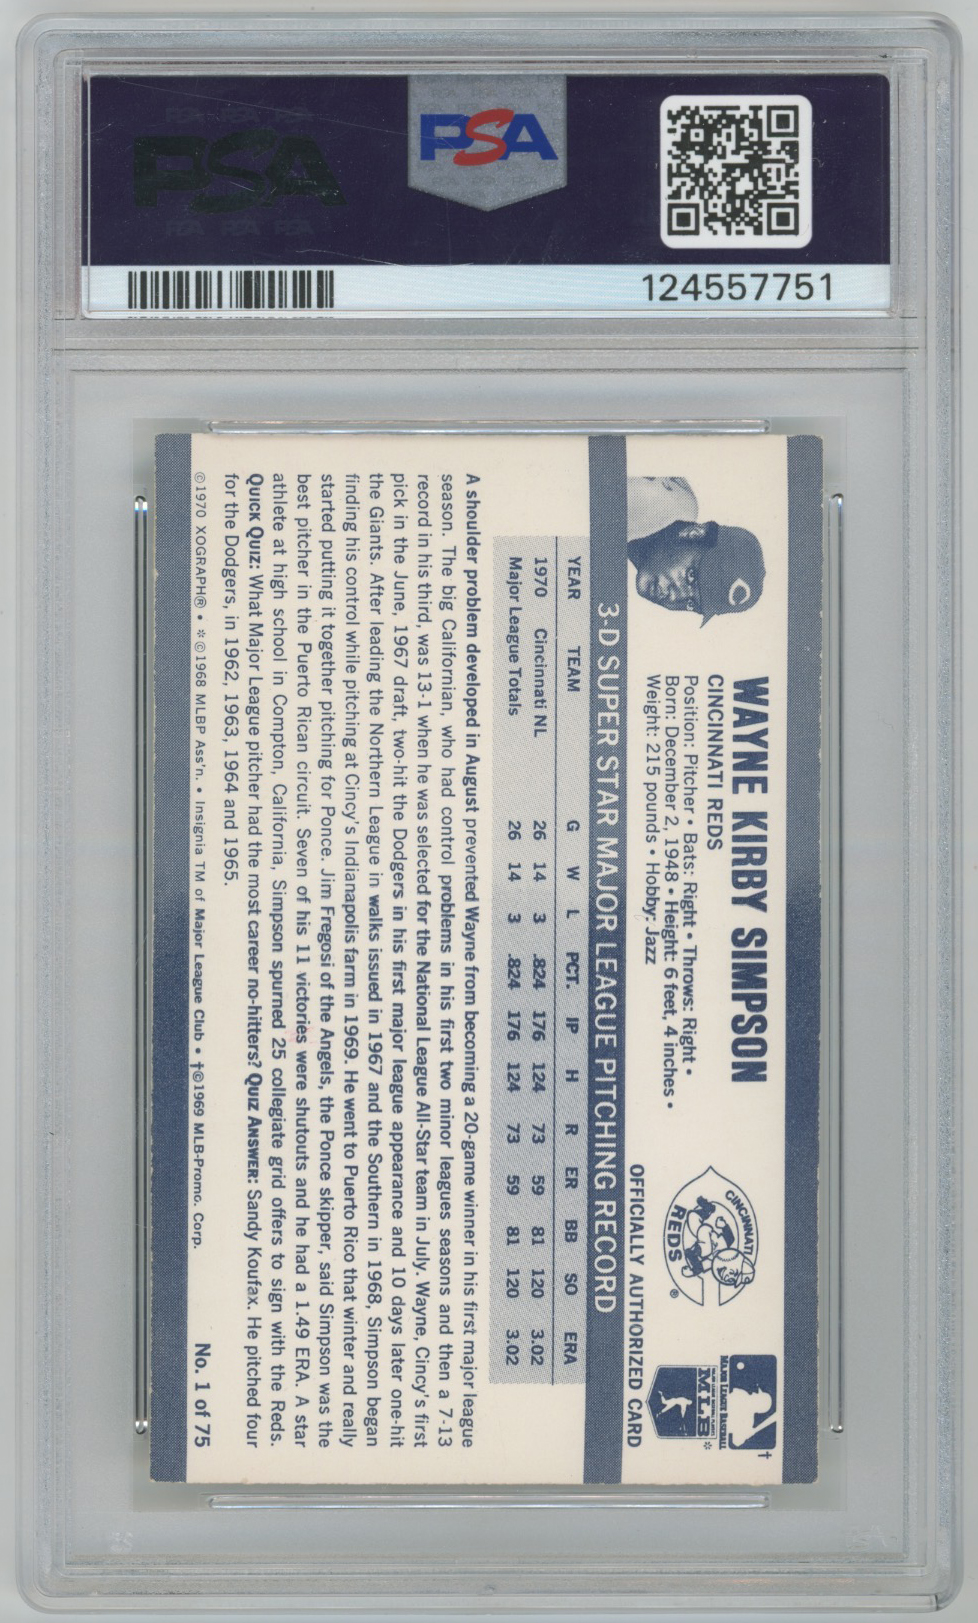 PSA PSA PSA
PSA
PSA PSA PSA
PSA
124557751
WAYNE KIRBY SIMPSON
CINCINNATI REDS
Position: Pitcher • Bats: Right • Throws: Right •
Born: December 2, 1948 • Height: 6 feet, 4 inches •
Weight: 215 pounds • Hobby: Jazz
CINCINNATI
REDS
®
†
MAJOR LEAGUE BASEBALL
MLB*
OFFICIALLY AUTHORIZED CARD
3-D SUPER STAR MAJOR LEAGUE PITCHING RECORD
YEAR TEAM G W L PCT. IP H R ER BB SO ERA
1970 Cincinnati NL 26 14 3 .824 176 124 73 59 81 120 3.02
Major League Totals 26 14 3 .824 176 124 73 59 81 120 3.02
A shoulder problem developed in August prevented Wayne from becoming a 20-game winner in his first major league
season. The big Californian, who had control problems in his first two minor leagues seasons and then a 7-13
record in his third, was 13-1 when he was selected for the National League All-Star team in July. Wayne, Cincy's first
pick in the June, 1967 draft, two-hit the Dodgers in his first major league appearance and 10 days later one-hit
the Giants. After leading the Northern League in walks issued in 1967 and the Southern in 1968, Simpson began
finding his control while pitching at Cincy's Indianapolis farm in 1969. He went to Puerto Rico that winter and really
started putting it together pitching for Ponce. Jim Fregosi of the Angels, the Ponce skipper, said Simpson was the
best pitcher in the Puerto Rican circuit. Seven of his 11 victories were shutouts and he had a 1.49 ERA. A star
athlete at high school in Compton, California, Simpson spurned 25 collegiate grid offers to sign with the Reds.
QUICK QUIZ: What Major League pitcher had the most career no-hitters? QUIZ ANSWER: Sandy Koufax. He pitched four
for the Dodgers, in 1962, 1963, 1964 and 1965.
©1970 XOGRAPH® • *©1968 MLBP Ass'n. • Insignia TM of Major League Club • †©1969 MLB-Promo. Corp.
No. 1 of 75